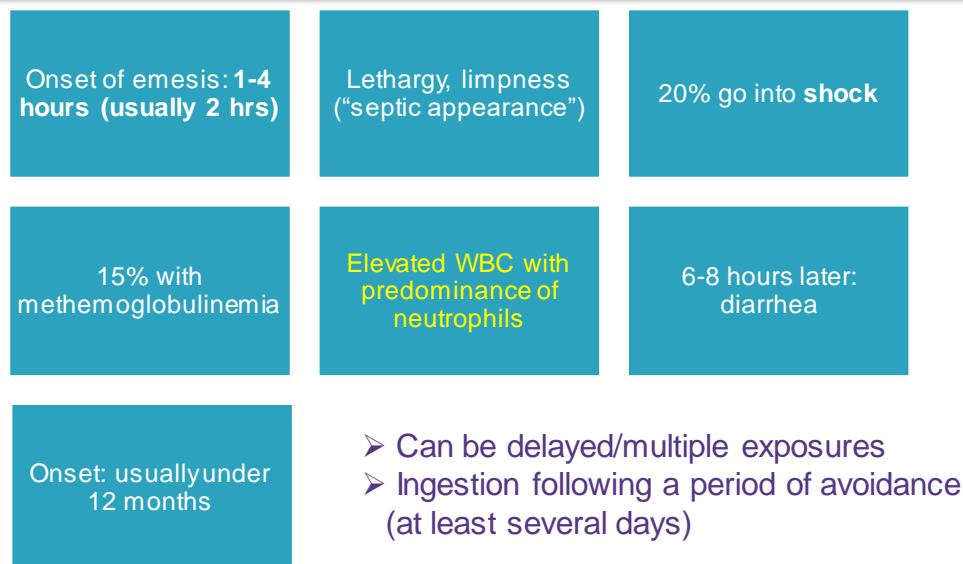 Onset of emesis: 1-4
hours (usually 2 hrs)
Lethargy, limpness
("septic appearance")
20% go into shock
15% with
methemoglobulinemia
Elevated WBC with
predominance of
neutrophils
6-8 hours later:
diarrhea
Onset: usually under
12 months
➢ Can be delayed/multiple exposures
➢ Ingestion following a period of avoidance
(at least several days)